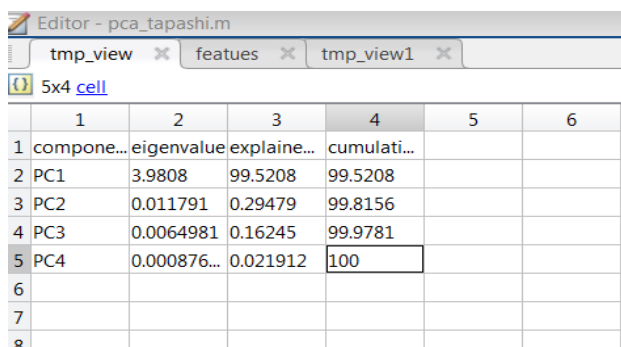 Editor - pca_tapashi.m
tmp_view featues tmp_view1
{} 5x4 cell
1 2 3 4 5 6
1 compone... eigenvalue explaine... cumulati...
2 PC1 3.9808 99.5208 99.5208
3 PC2 0.011791 0.29479 99.8156
4 PC3 0.0064981 0.16245 99.9781
5 PC4 0.000876... 0.021912 100
6
7
8